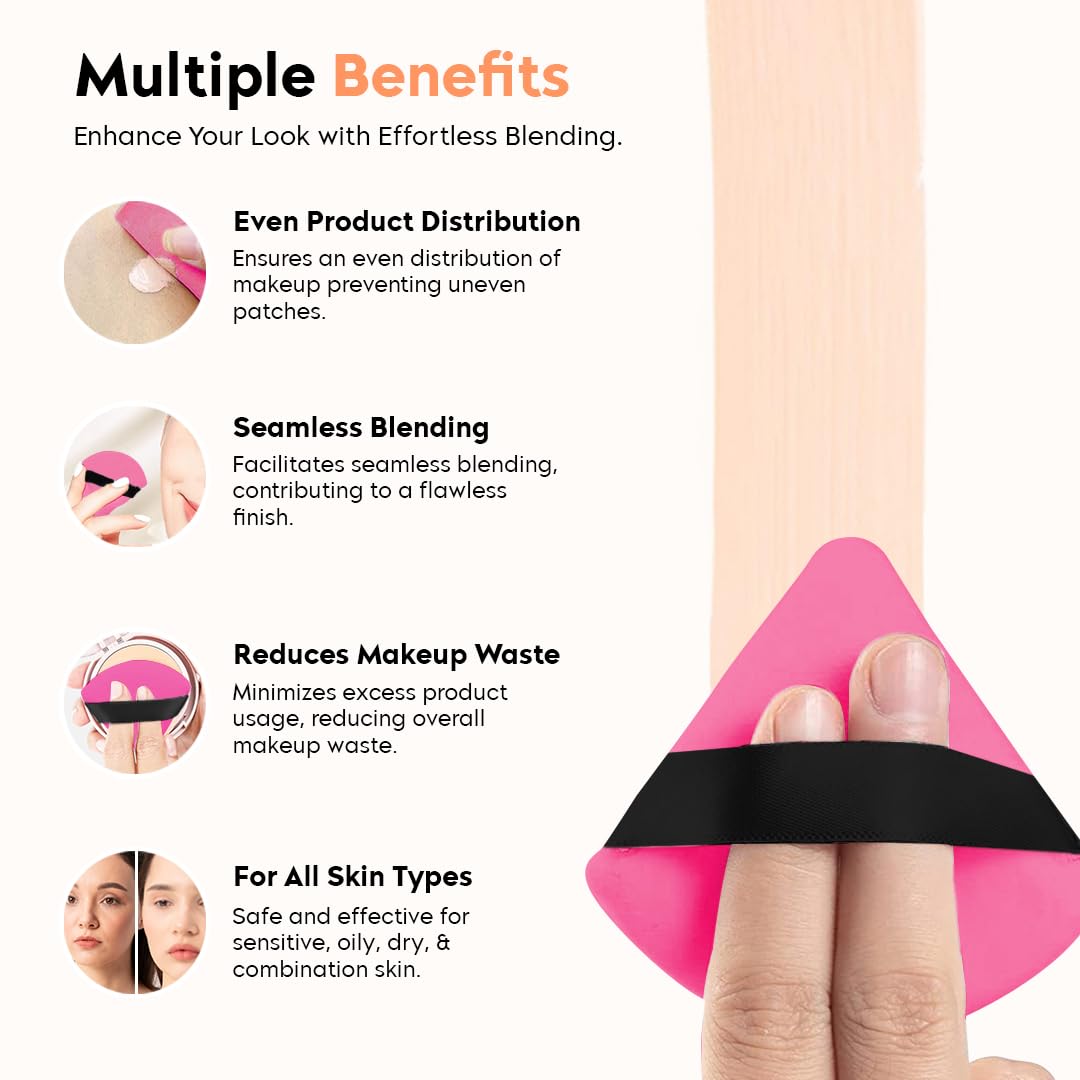 Multiple Benefits
Enhance Your Look with Effortless Blending.
Even Product Distribution
Ensures an even distribution of
makeup preventing uneven
patches.
Seamless Blending
Facilitates seamless blending,
contributing to a flawless
finish.
Reduces Makeup Waste
Minimizes excess product
usage, reducing overall
makeup waste.
For All Skin Types
Safe and effective for
sensitive, oily, dry, &
combination skin.